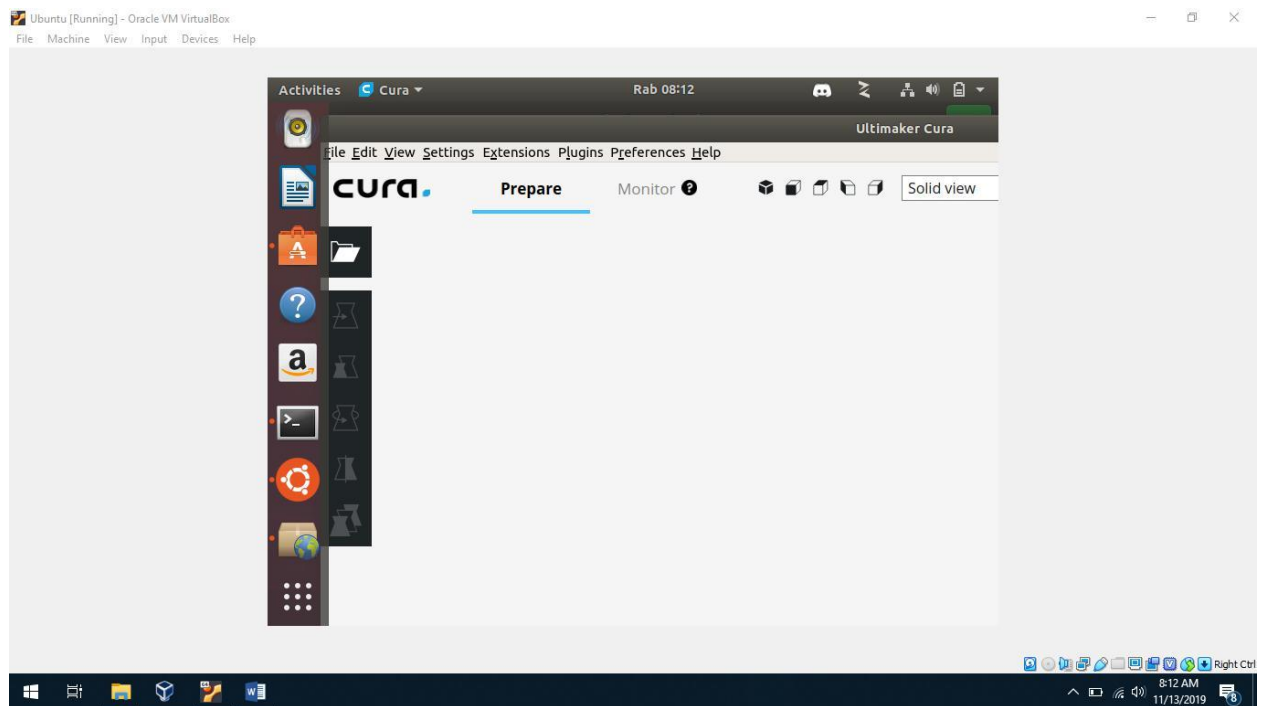 Ubuntu [Running] - Oracle VM VirtualBox
File Machine View Input Devices Help
Activities Cura Rab 08:12
Ultimaker Cura
File Edit View Settings Extensions Plugins Preferences Help
cura. Prepare Monitor ? Solid view
A
?
a
>_
Right Ctrl
W
8:12 AM
11/13/2019
8